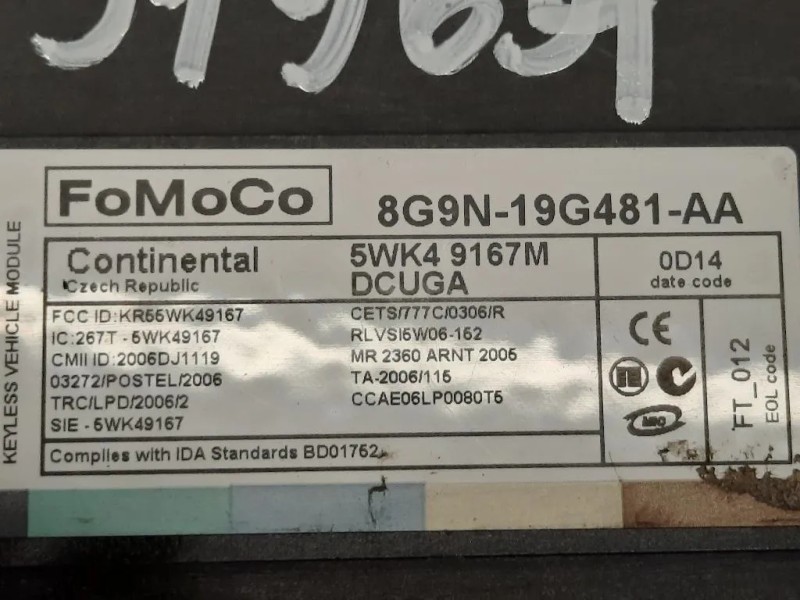 FoMoCo
8G9N-19G481-AA
KEYLESS VEHICLE MODULE
Continental
Czech Republic
5WK4 9167M
DCUGA
0D14
date code
FCC ID:KR55WK49167
IC:267T - 5WK49167
CMII ID:2006DJ1119
03272/POSTEL/2006
TRC/LPD/2006/2
SIE - 5WK49167
CETS/777C/0306/R
RLVSI5W06-152
MR 2360 ARNT 2005
TA-2006/115
CCAE06LP0080T5
CE
FT_012
EOL code
Complies with IDA Standards BD01752